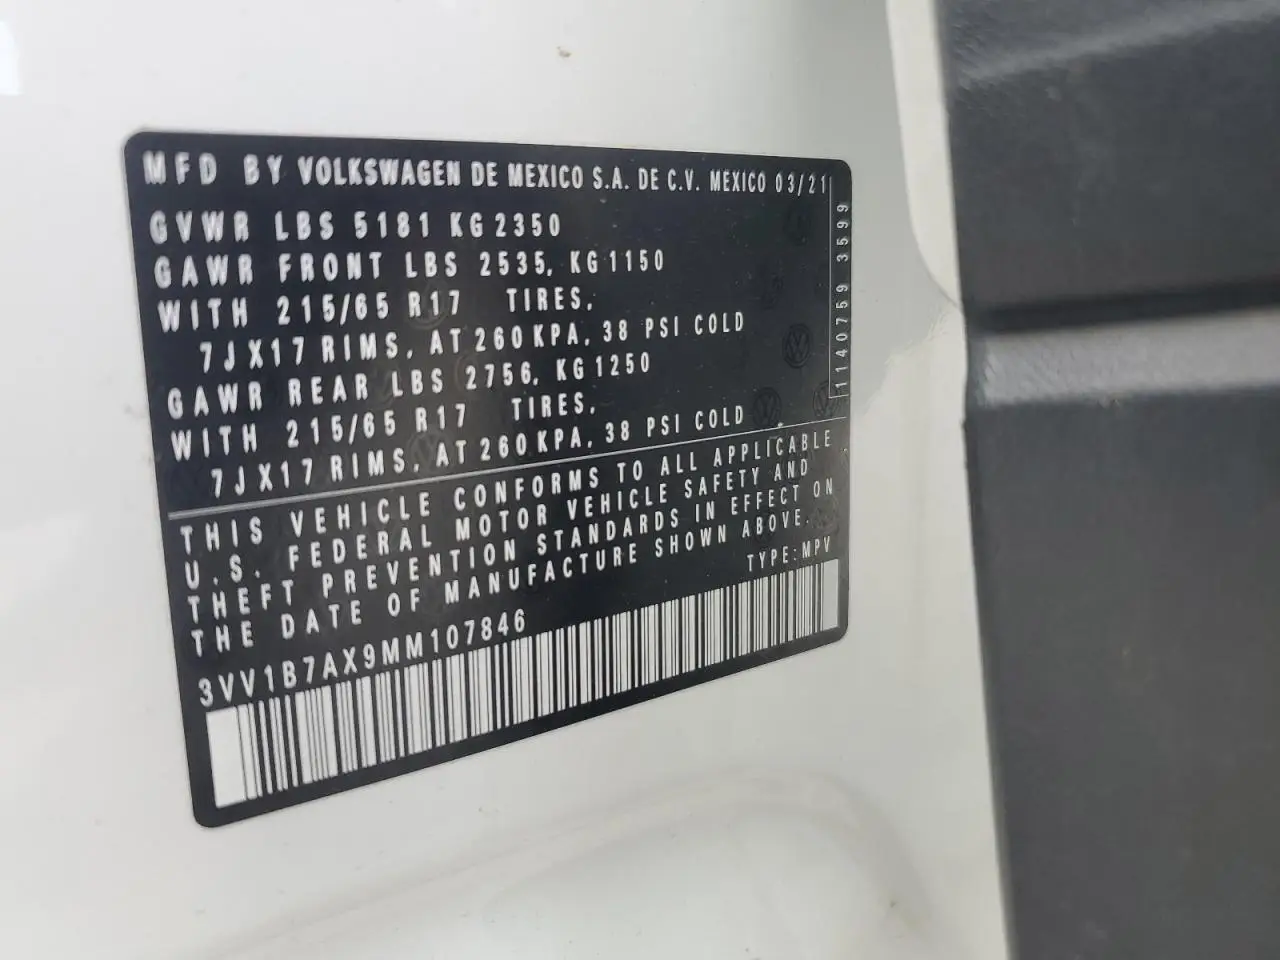 MFD BY VOLKSWAGEN DE MEXICO S.A. DE C.V. MEXICO 03/21
GVWR LBS 5181 KG 2350
GAWR FRONT LBS 2535, KG 1150
WITH 215/65 R17 TIRES,
7JX17 RIMS, AT 260 KPA, 38 PSI COLD
GAWR REAR LBS 2756, KG 1250
WITH 215/65 R17 TIRES,
7JX17 RIMS, AT 260 KPA, 38 PSI COLD
1140759 3599
THIS VEHICLE CONFORMS TO ALL APPLICABLE
U.S. FEDERAL MOTOR VEHICLE SAFETY AND
THEFT PREVENTION STANDARDS IN EFFECT ON
THE DATE OF MANUFACTURE SHOWN ABOVE.
TYPE: MPV
3VV1B7AX9MM107846